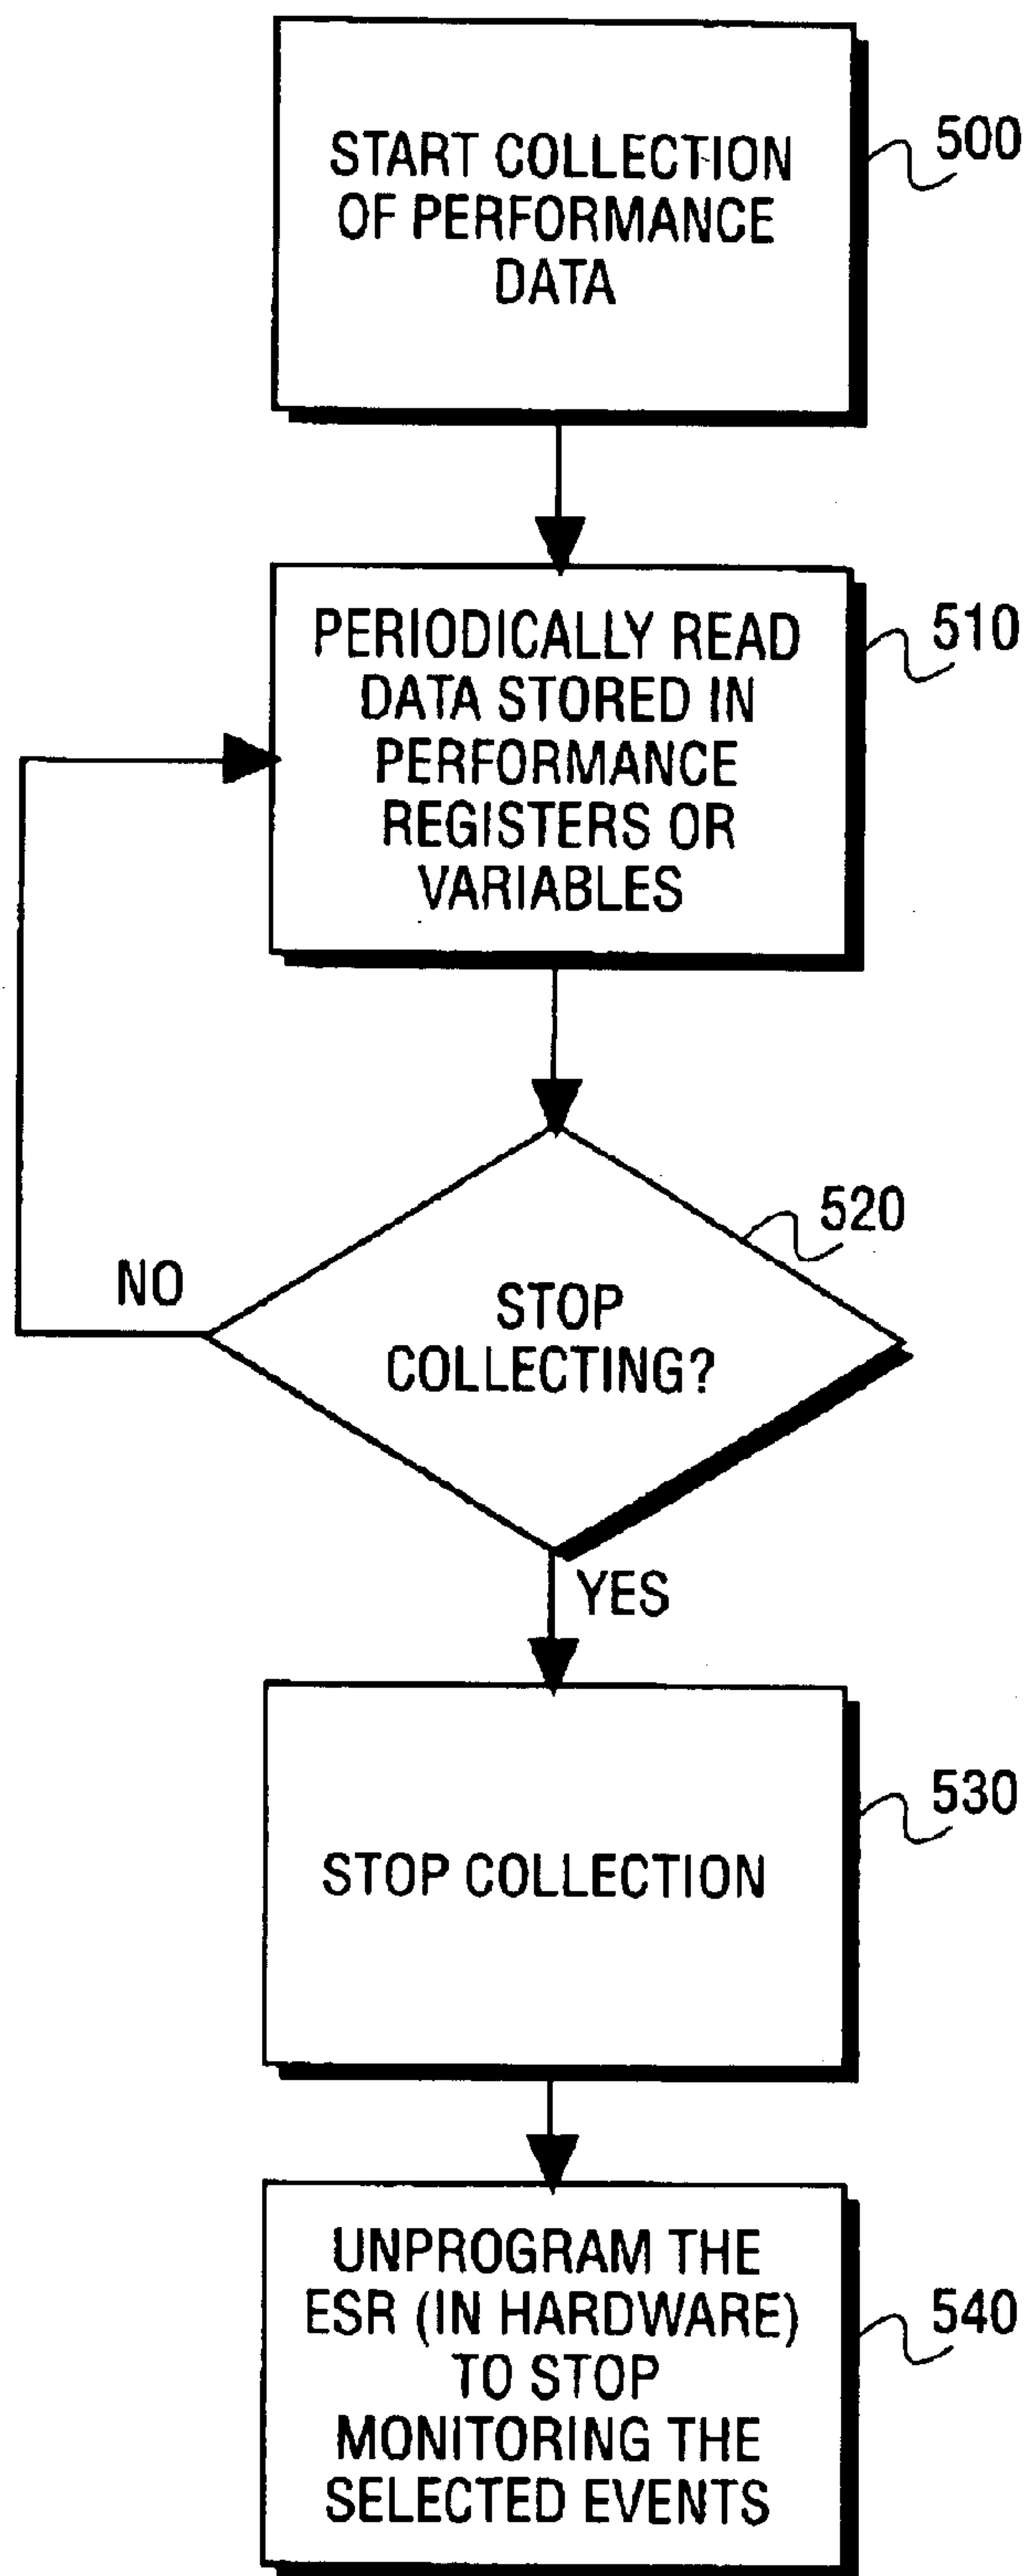 START COLLECTION
OF PERFORMANCE
DATA
500
PERIODICALLY READ
DATA STORED IN
PERFORMANCE
REGISTERS OR
VARIABLES
510
520
STOP
COLLECTING?
NO
YES
STOP COLLECTION
530
UNPROGRAM THE
ESR (IN HARDWARE)
TO STOP
MONITORING THE
SELECTED EVENTS
540